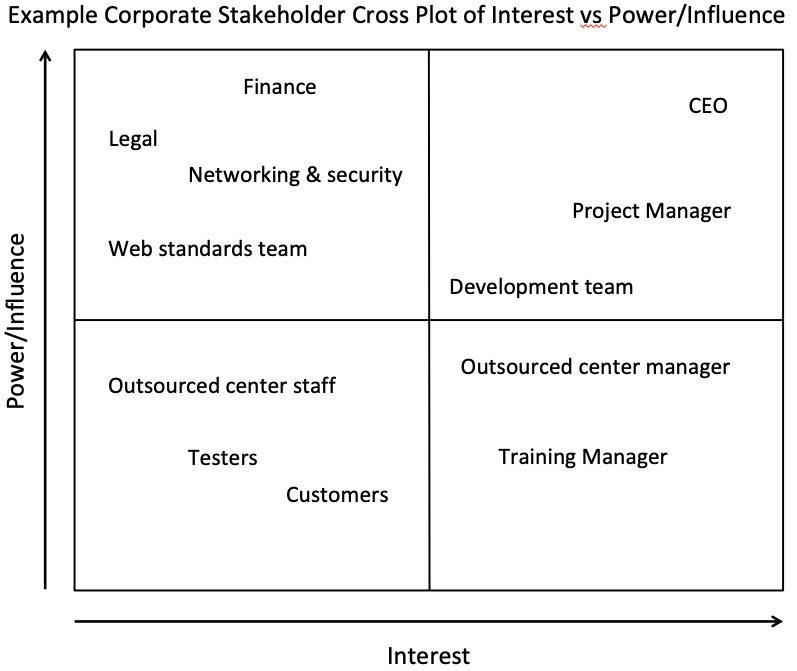 Example Corporate Stakeholder Cross Plot of Interest vs Power/Influence
Finance
CEO
Legal
Networking & security
Project Manager
Web standards team
Development team
Power/Influence
Outsourced center manager
Outsourced center staff
Testers
Training Manager
Customers
Interest